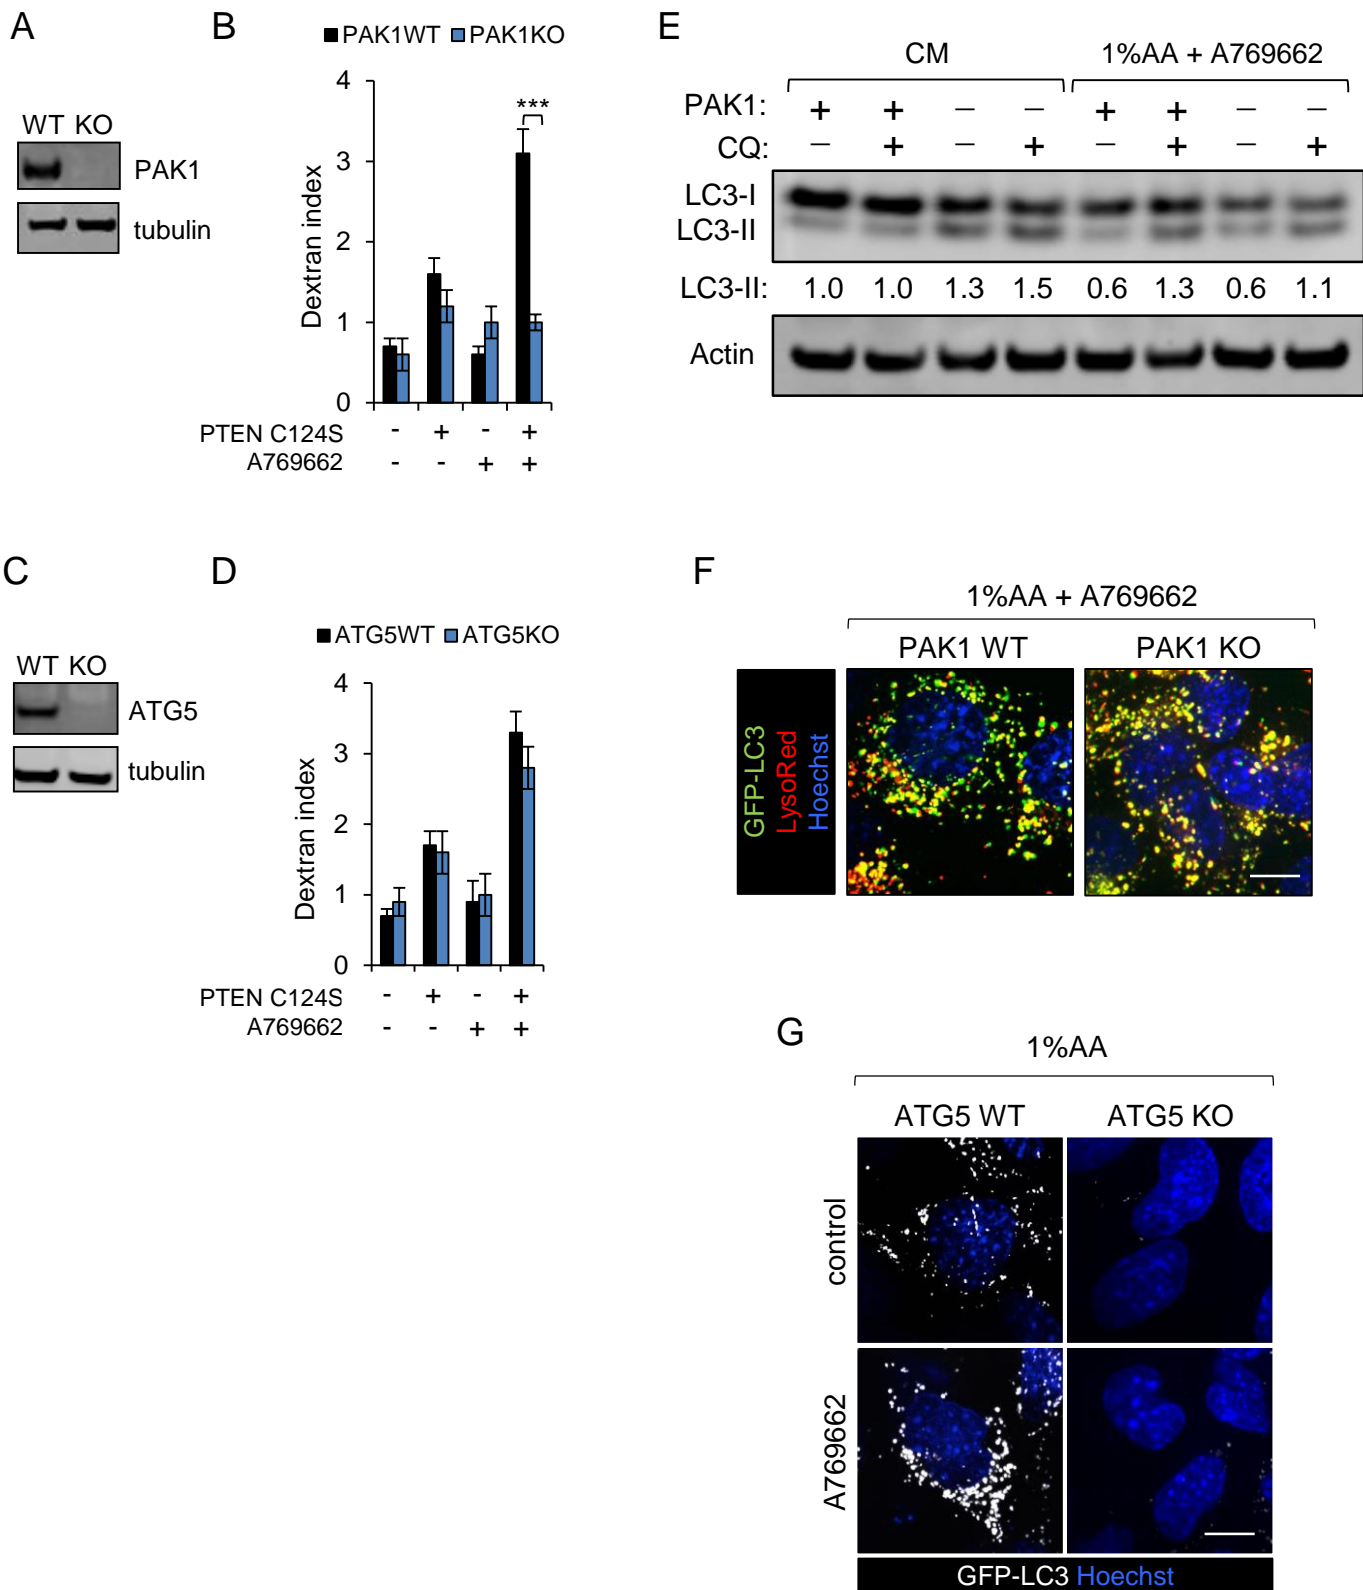 A
WT KO
PAK1
tubulin
B
PAK1WT PAK1KO
Dextran index
4
3
2
1
0
***
PTEN C124S - + - +
A769662 - - + +
C
WT KO
ATG5
tubulin
D
ATG5WT ATG5KO
Dextran index
4
3
2
1
0
PTEN C124S - + - +
A769662 - - + +
E
CM 1%AA + A769662
PAK1: + + – – + + – –
CQ: – + – + – + – +
LC3-I
LC3-II
LC3-II: 1.0 1.0 1.3 1.5 0.6 1.3 0.6 1.1
Actin
F
1%AA + A769662
PAK1 WT PAK1 KO
GFP-LC3
LysoRed
Hoechst
G
1%AA
ATG5 WT ATG5 KO
control
A769662
GFP-LC3 Hoechst